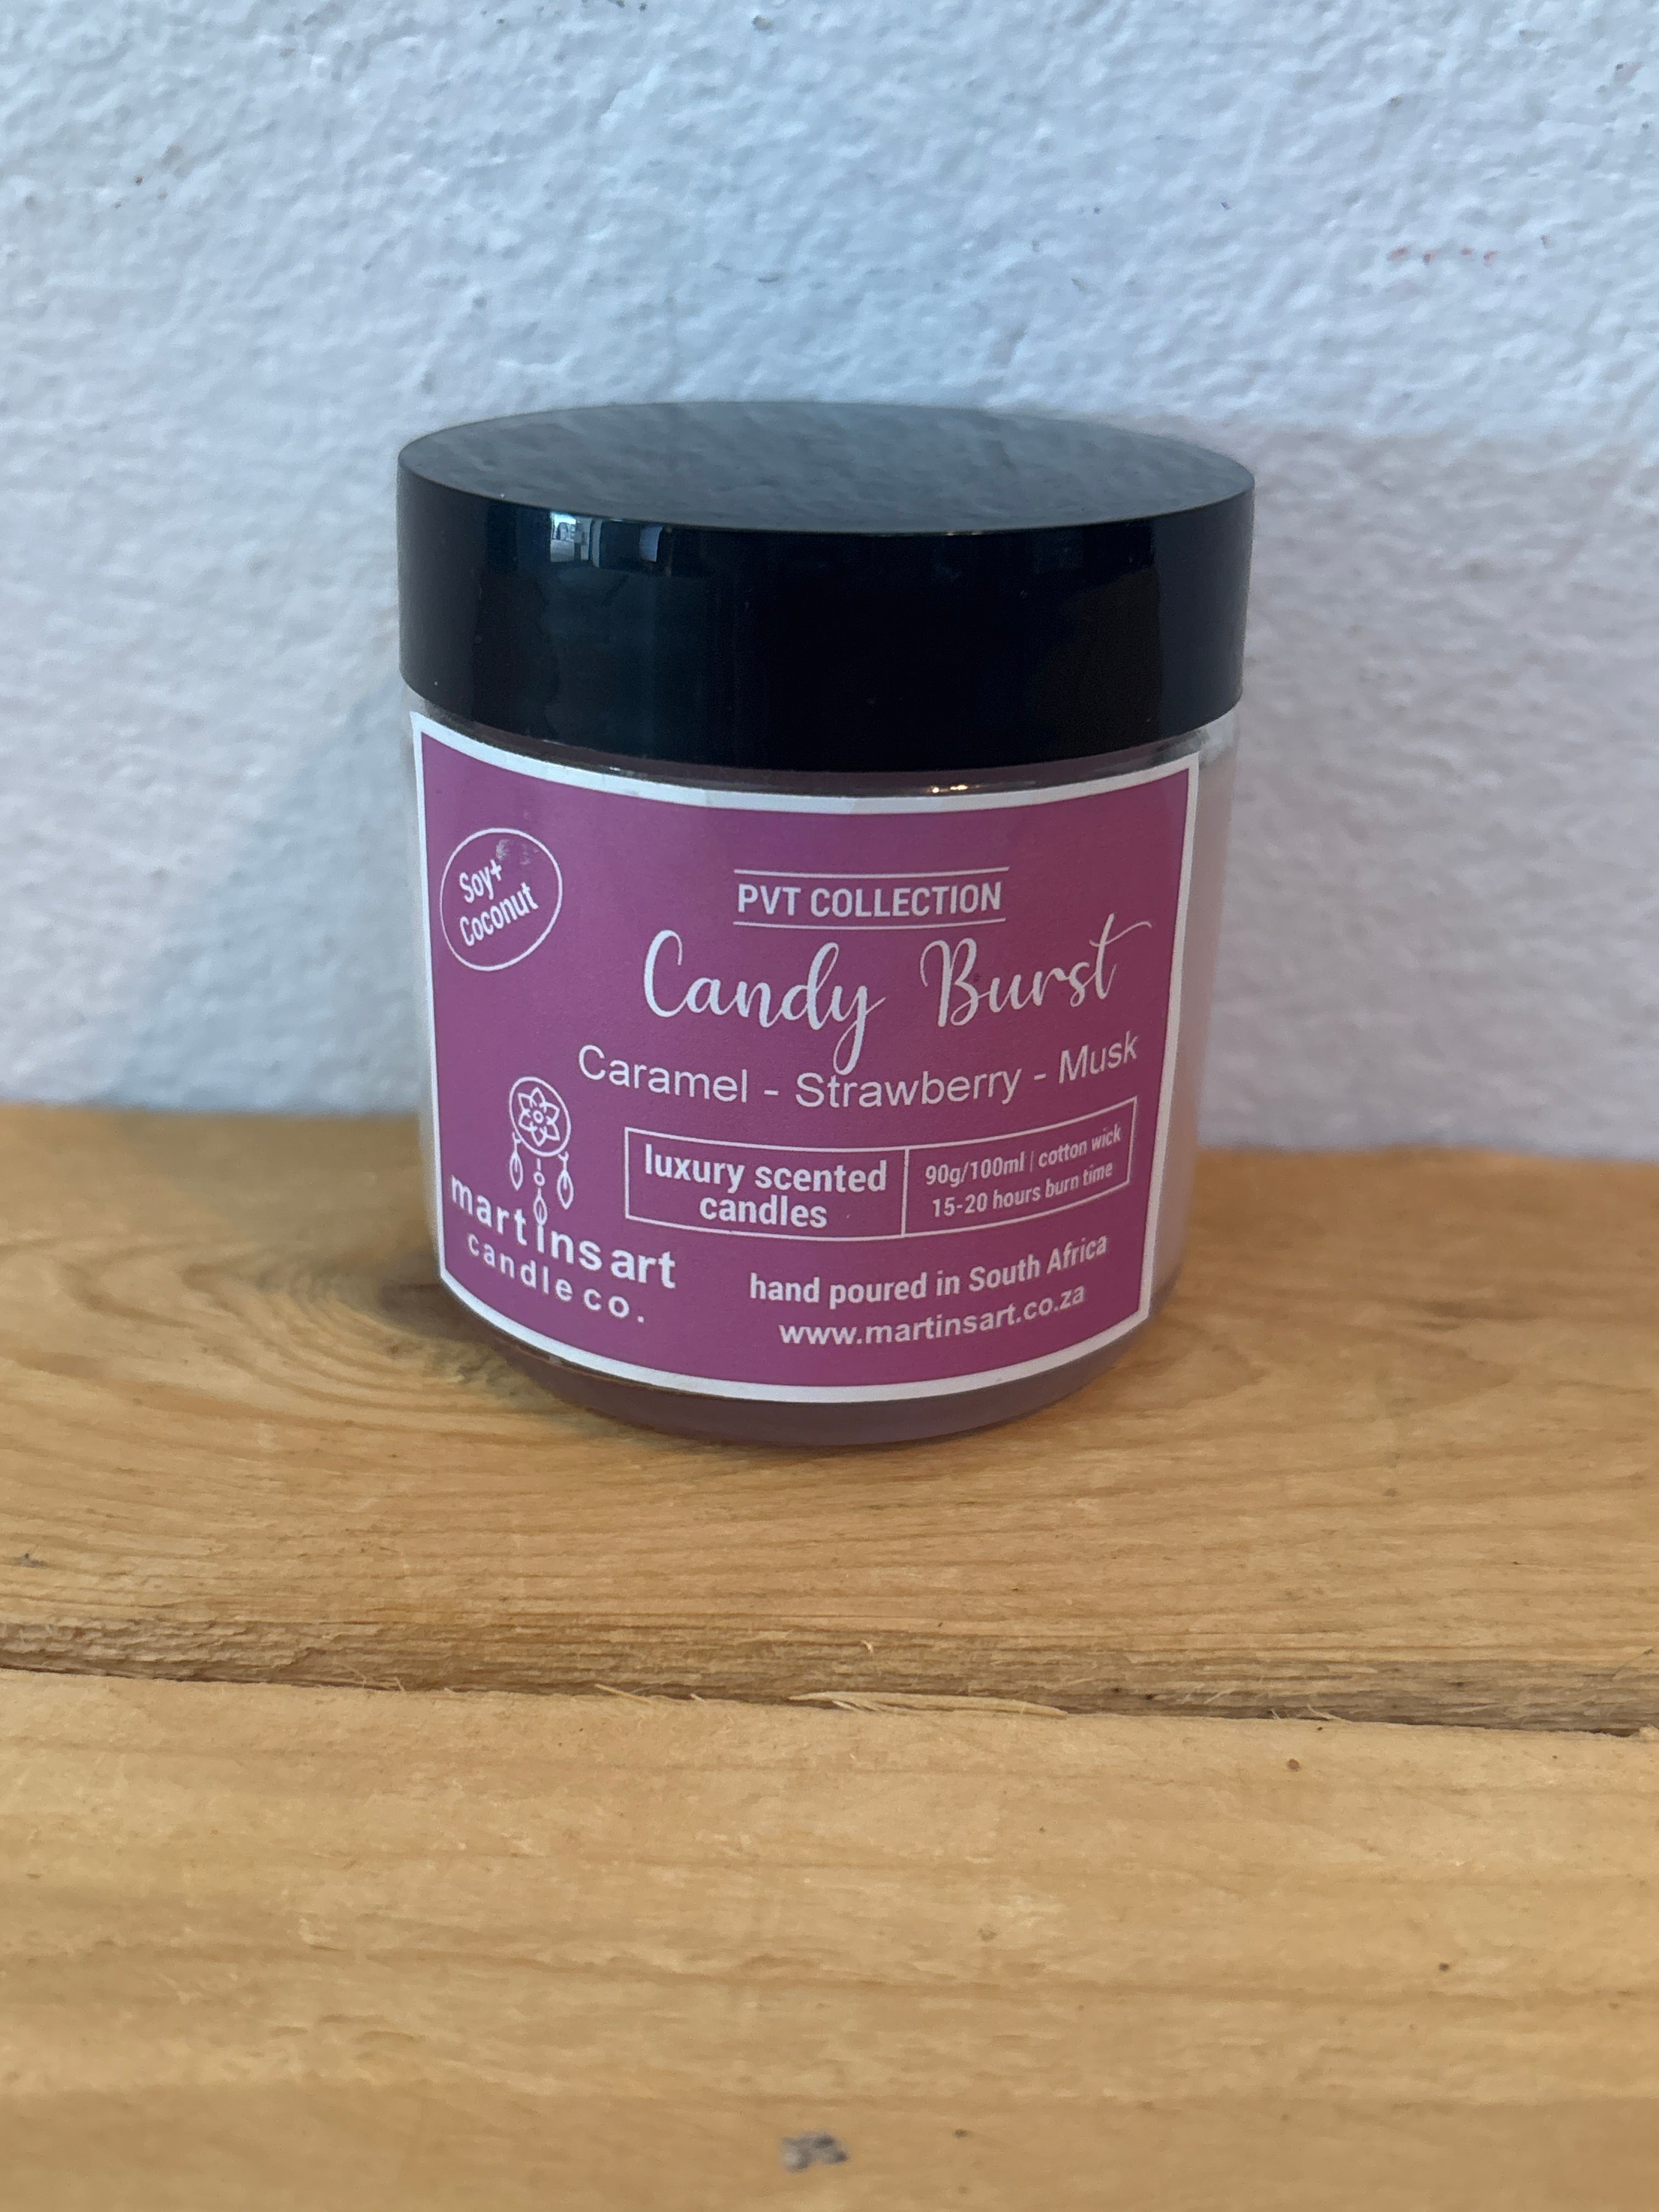 Soy+
Coconut
PVT COLLECTION
Candy Burst
Caramel - Strawberry - Musk
luxury scented
candles
90g/100ml | cotton wick
15-20 hours burn time
martinsart
candle co.
hand poured in South Africa
www.martinsart.co.za